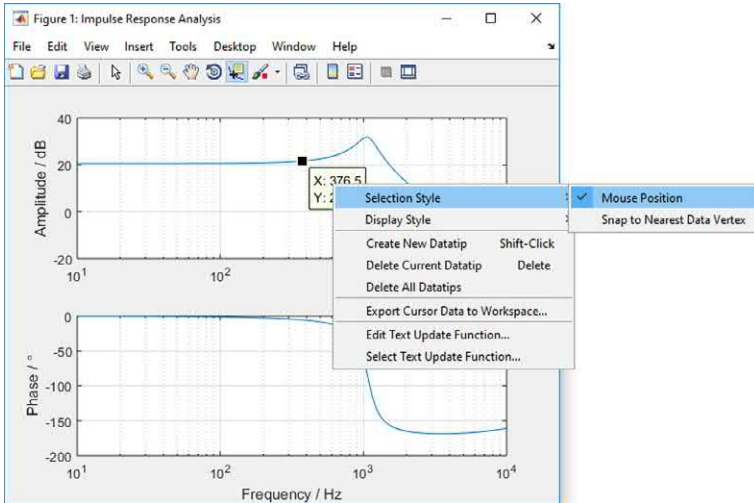 Figure 1: Impulse Response Analysis
File Edit View Insert Tools Desktop Window Help
40
20
0
-20
Amplitude / dB
10^1
10^2
X: 376.5
Y: 2
Selection Style
Display Style
Create New Datatip Shift-Click
Delete Current Datatip Delete
Delete All Datatips
Export Cursor Data to Workspace...
Edit Text Update Function...
Select Text Update Function...
Mouse Position
Snap to Nearest Data Vertex
0
-50
-100
-150
-200
Phase / °
10^1
10^2
10^3
10^4
Frequency / Hz